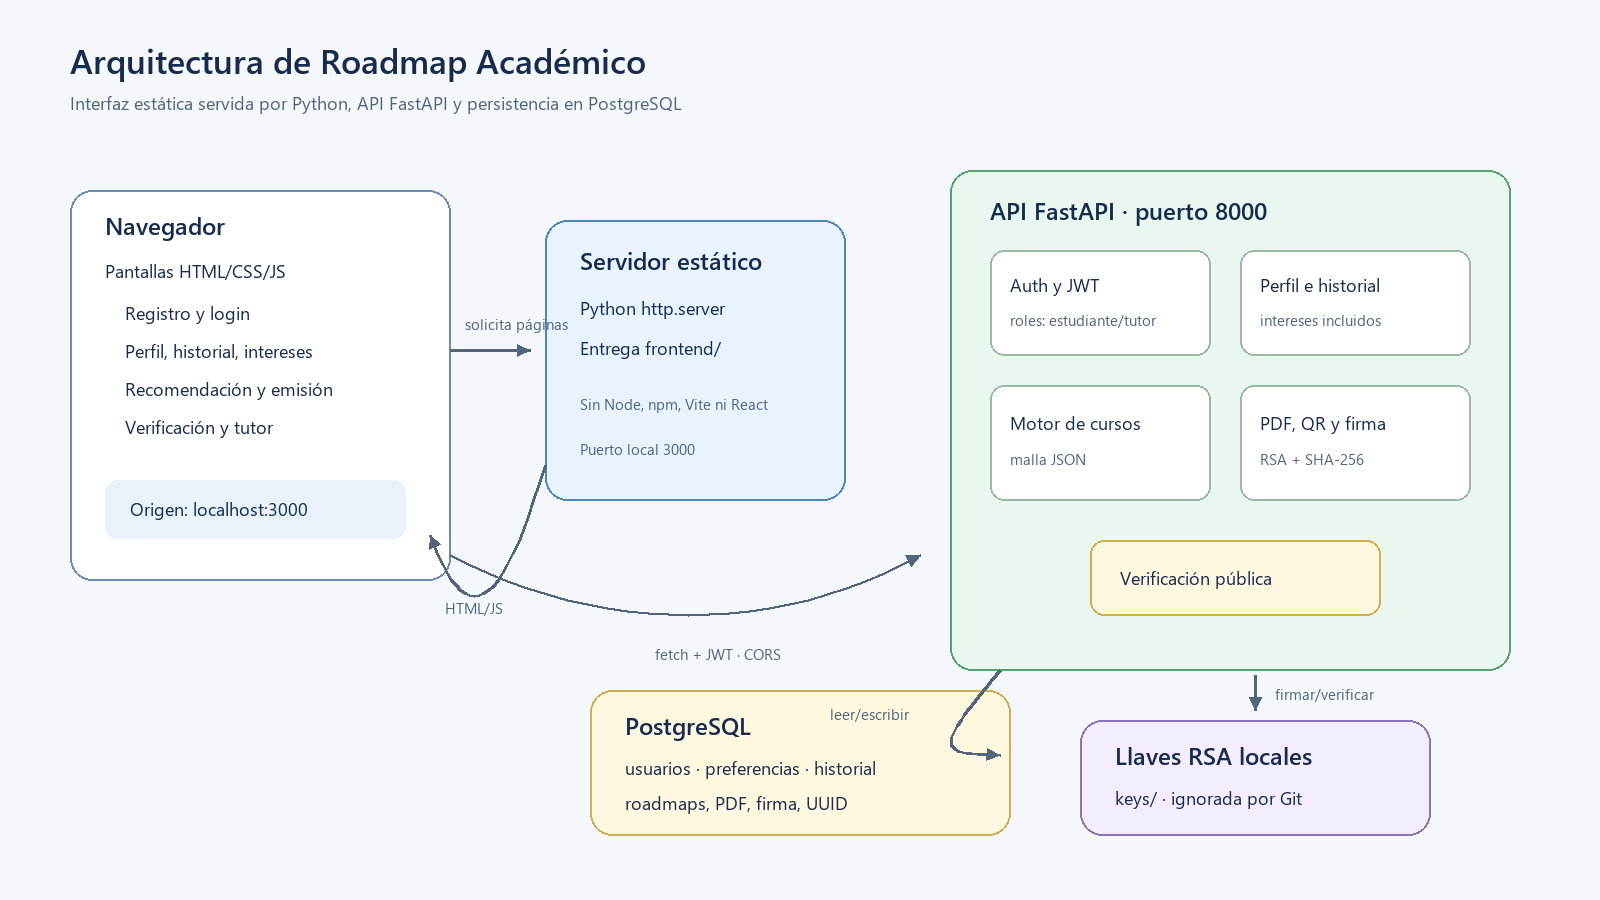 Arquitectura de Roadmap Académico
Interfaz estática servida por Python, API FastAPI y persistencia en PostgreSQL
Navegador
Pantallas HTML/CSS/JS
Registro y login
Perfil, historial, intereses
Recomendación y emisión
Verificación y tutor
Origen: localhost:3000
solicita páginas
Servidor estático
Python http.server
Entrega frontend/
Sin Node, npm, Vite ni React
Puerto local 3000
HTML/JS
fetch + JWT · CORS
API FastAPI · puerto 8000
Auth y JWT
roles: estudiante/tutor
Perfil e historial
intereses incluidos
Motor de cursos
malla JSON
PDF, QR y firma
RSA + SHA-256
Verificación pública
PostgreSQL
leer/escribir
usuarios · preferencias · historial
roadmaps, PDF, firma, UUID
firmar/verificar
Llaves RSA locales
keys/ · ignorada por Git